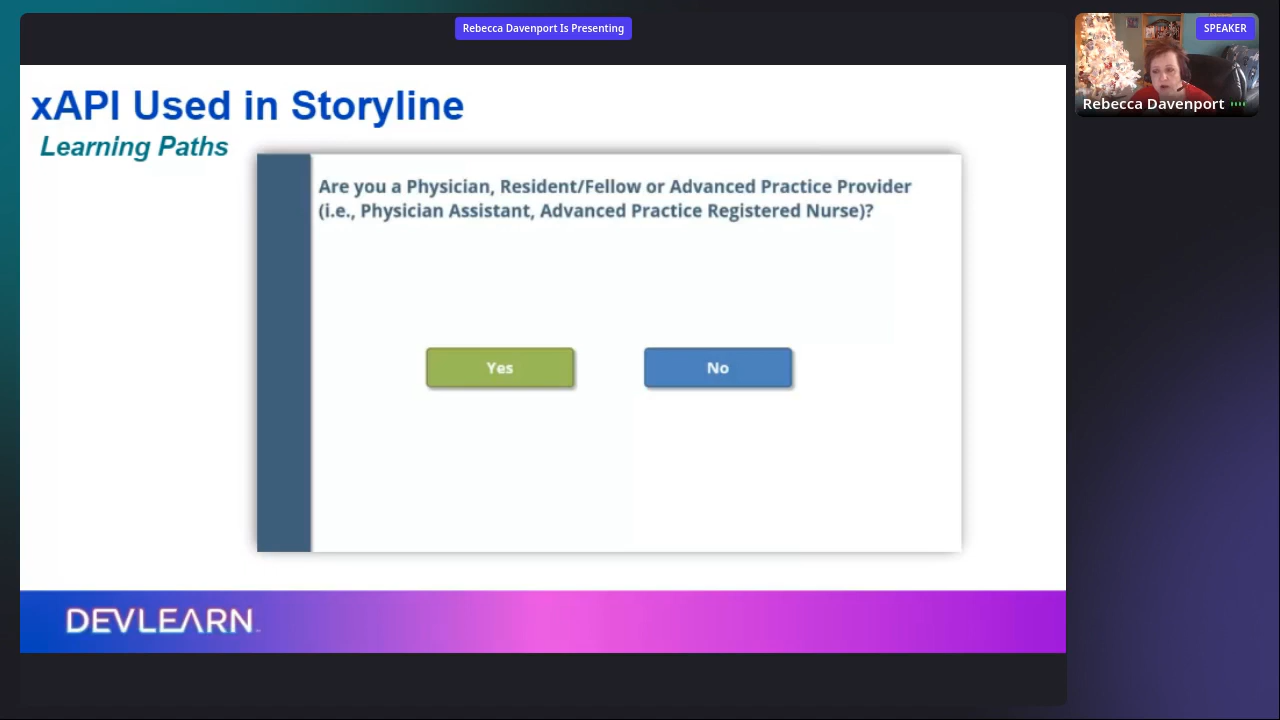 Rebecca Davenport Is Presenting
SPEAKER
Rebecca Davenport
xAPI Used in Storyline
Learning Paths
Are you a Physician, Resident/Fellow or Advanced Practice Provider
(i.e., Physician Assistant, Advanced Practice Registered Nurse)?
Yes
No
DEVLEARN